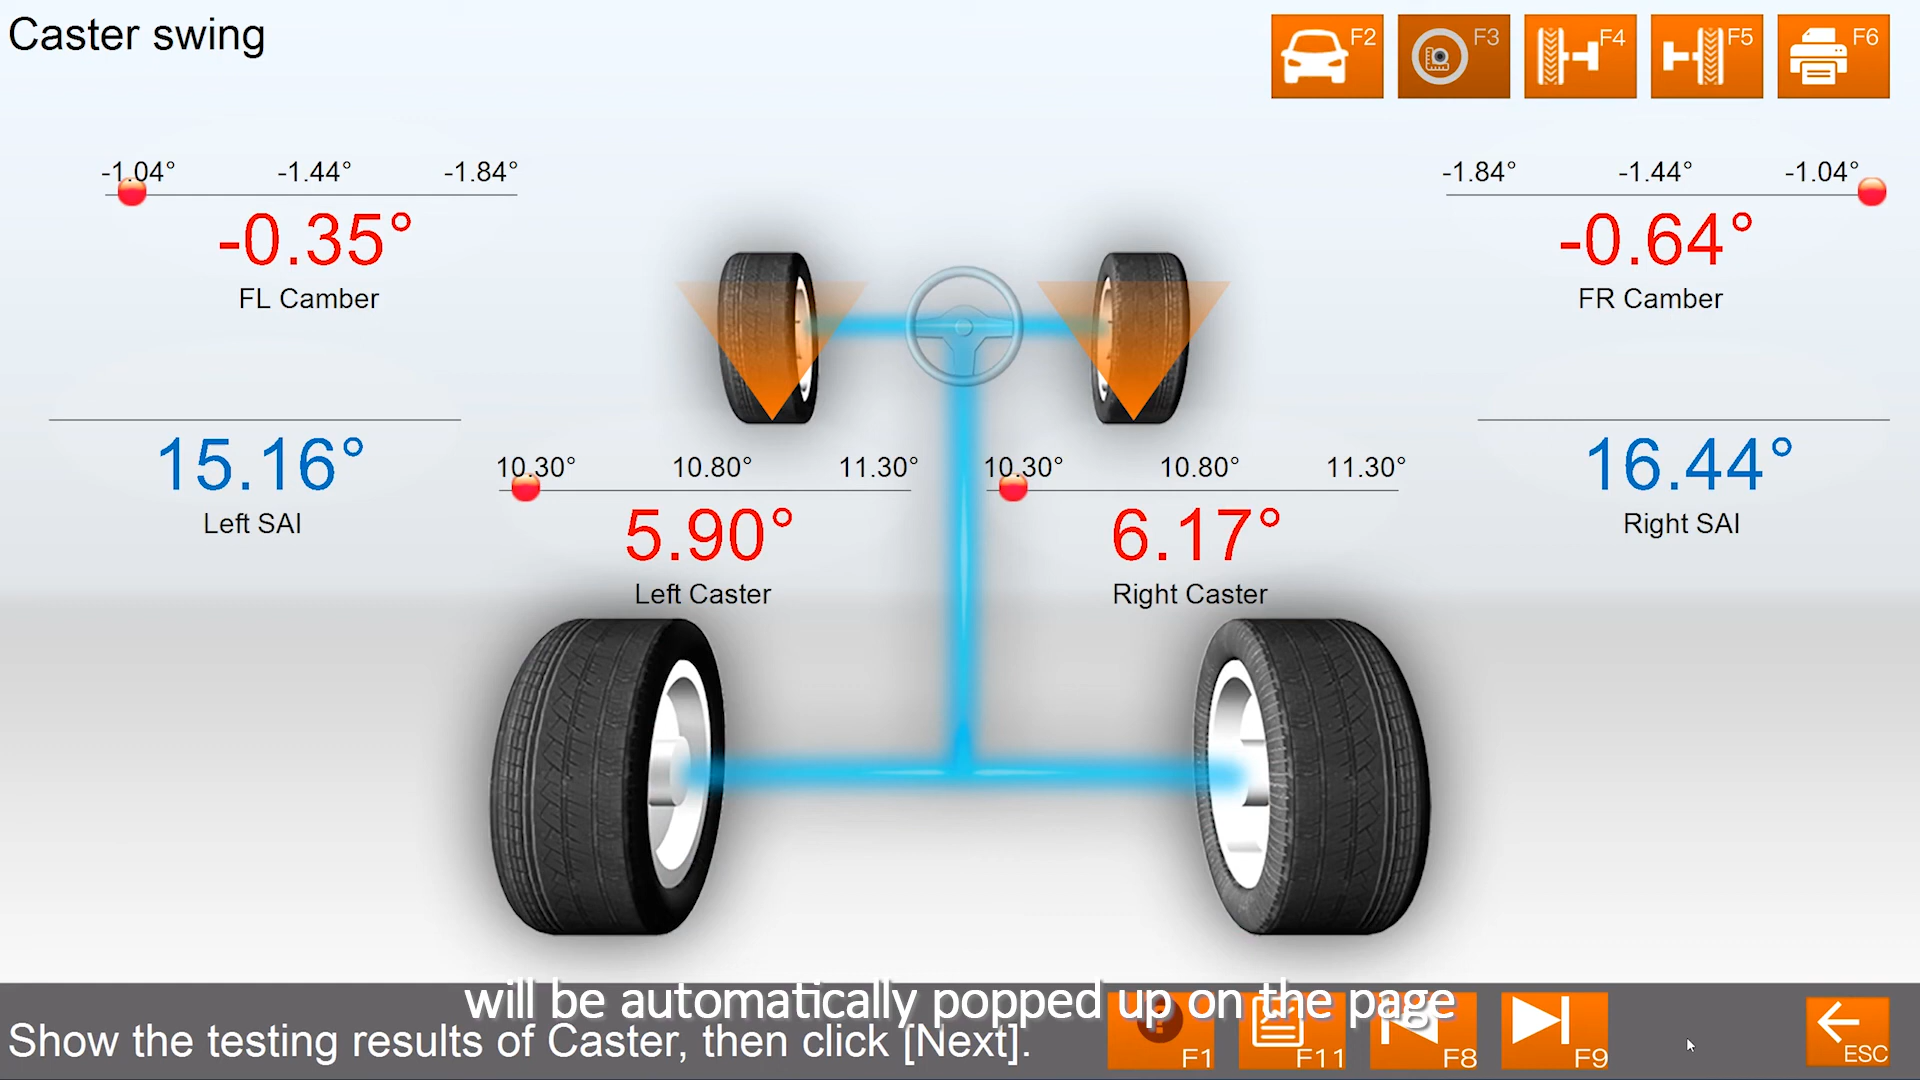 Caster swing
F2
F3
F4
F5
F6
-1.04° -1.44° -1.84°
-0.35°
FL Camber
-1.84° -1.44° -1.04°
-0.64°
FR Camber
15.16°
Left SAI
10.30° 10.80° 11.30°
5.90°
Left Caster
10.30° 10.80° 11.30°
6.17°
Right Caster
16.44°
Right SAI
will be automatically popped up on the page
Show the testing results of Caster, then click [Next].
?
F1
F11
F8
F9
ESC